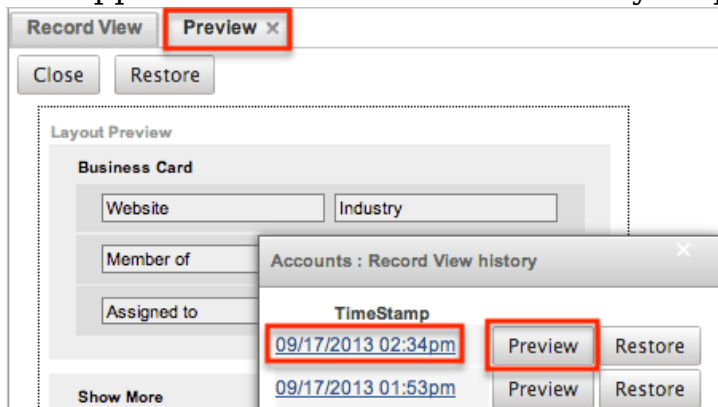 Record View Preview ×
Close Restore
Layout Preview
Business Card
Website Industry
Member of
Assigned to
Show More
Accounts : Record View history ×
TimeStamp
09/17/2013 02:34pm Preview Restore
09/17/2013 01:53pm Preview Restore